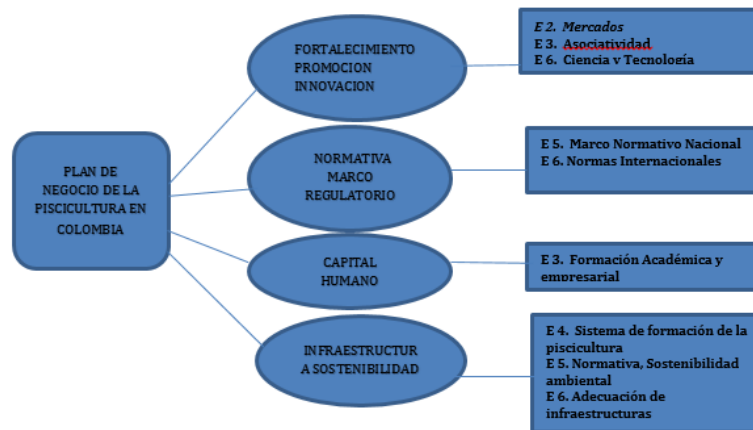 PLAN DE
NEGOCIO DE LA
PISCICULTURA EN
COLOMBIA
FORTALECIMIENTO
PROMOCION
INNOVACION
E 2. Mercados
E 3. Asociatividad
E 6. Ciencia y Tecnología
NORMATIVA
MARCO
REGULATORIO
E 5. Marco Normativo Nacional
E 6. Normas Internacionales
CAPITAL
HUMANO
E 3. Formación Académica y
empresarial
INFRAESTRUCTUR
A SOSTENIBILIDAD
E 4. Sistema de formación de la
piscicultura
E 5. Normativa, Sostenibilidad
ambiental
E 6. Adecuación de
infraestructuras